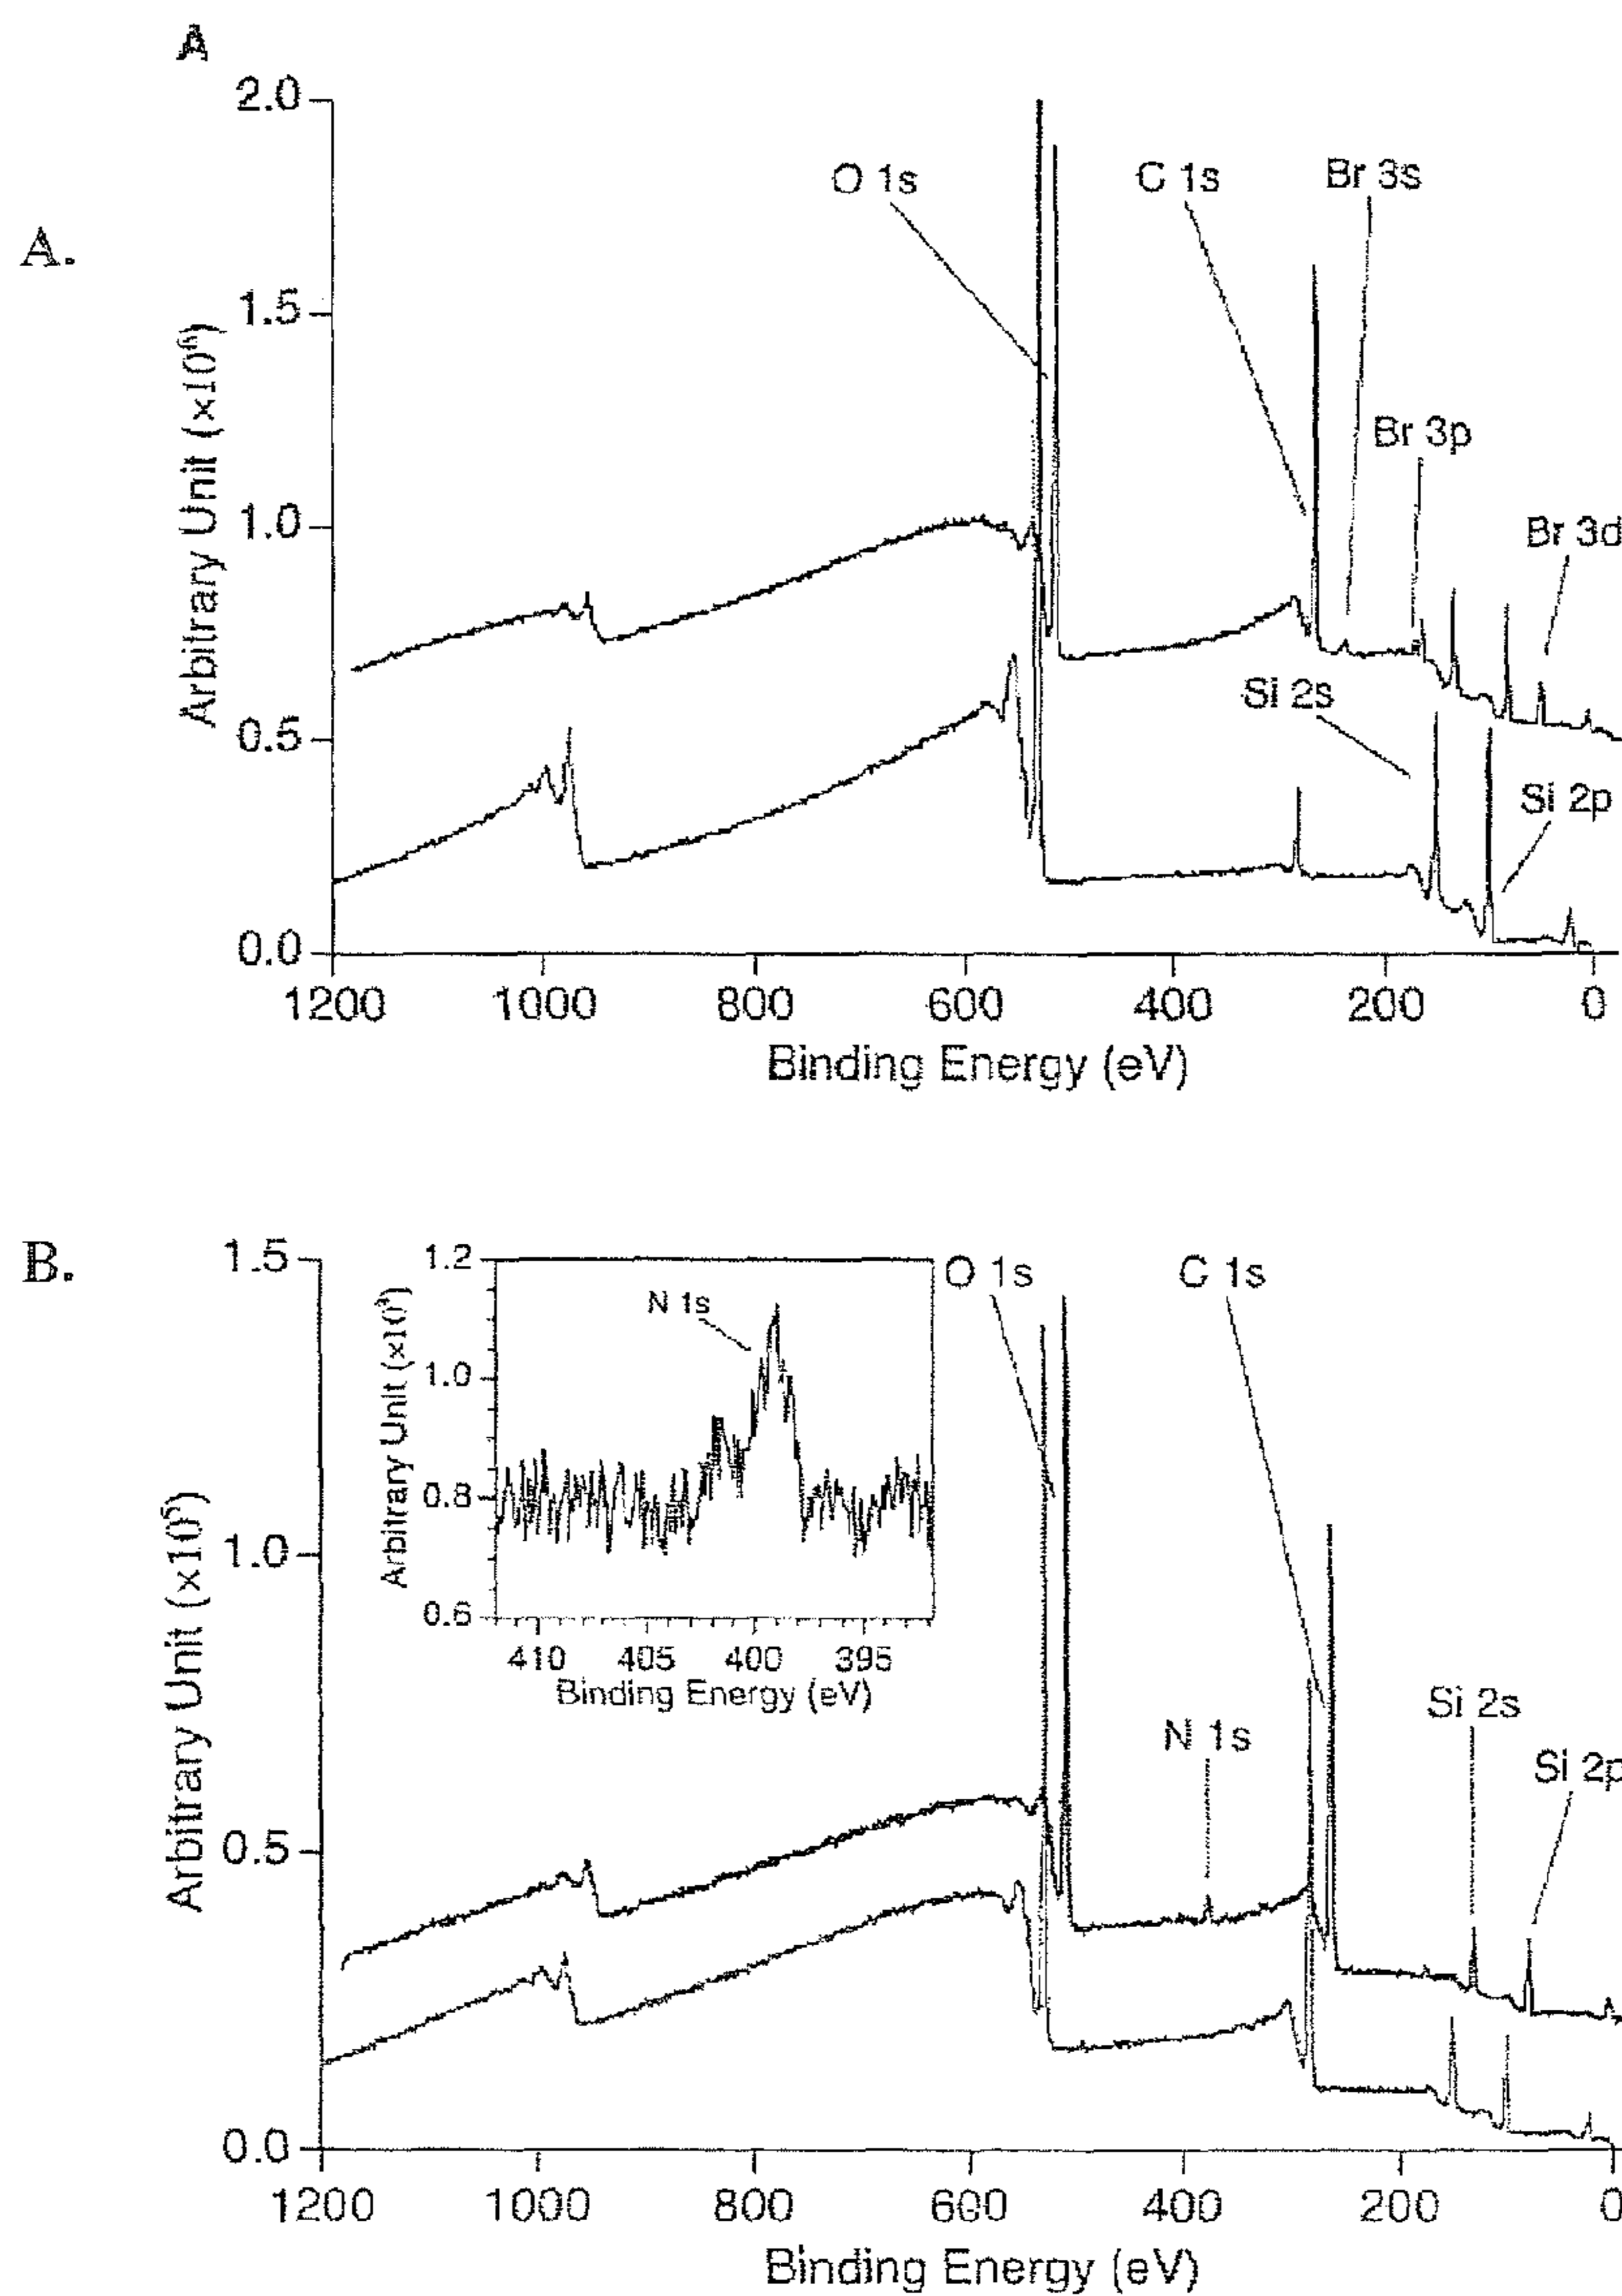 A
A.
2.0
1.5
1.0
0.5
0.0
Arbitrary Unit (×10⁶)
O 1s
C 1s
Br 3s
Br 3p
Br 3d
Si 2s
Si 2p
1200 1000 800 600 400 200 0
Binding Energy (eV)
B.
1.5
1.0
0.5
0.0
Arbitrary Unit (×10⁵)
1.2
1.0
0.8
0.6
Arbitrary Unit (×10³)
N 1s
410 405 400 395
Binding Energy (eV)
O 1s
C 1s
N 1s
Si 2s
Si 2p
1200 1000 800 600 400 200 0
Binding Energy (eV)